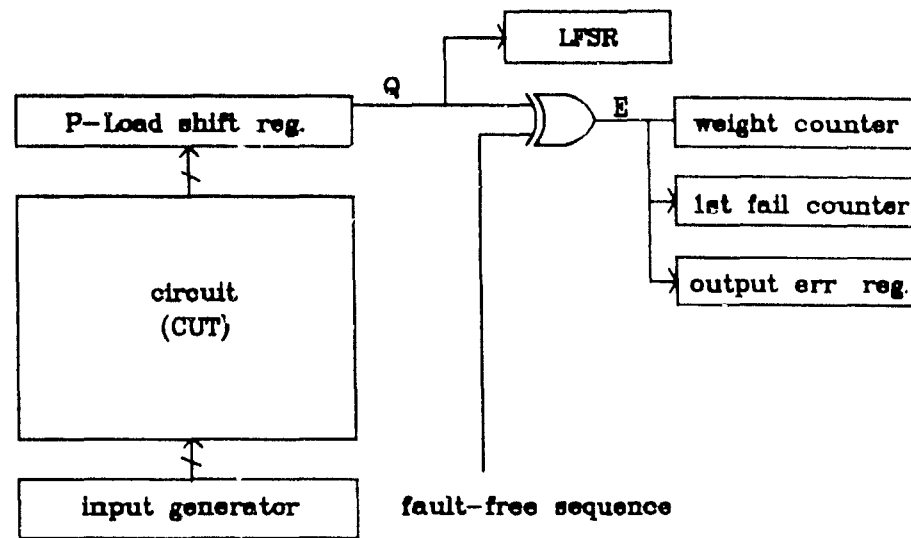 LFSR
Q
P-Load shift reg.
E
weight counter
1st fail counter
output err reg.
circuit
(CUT)
input generator
fault-free sequence